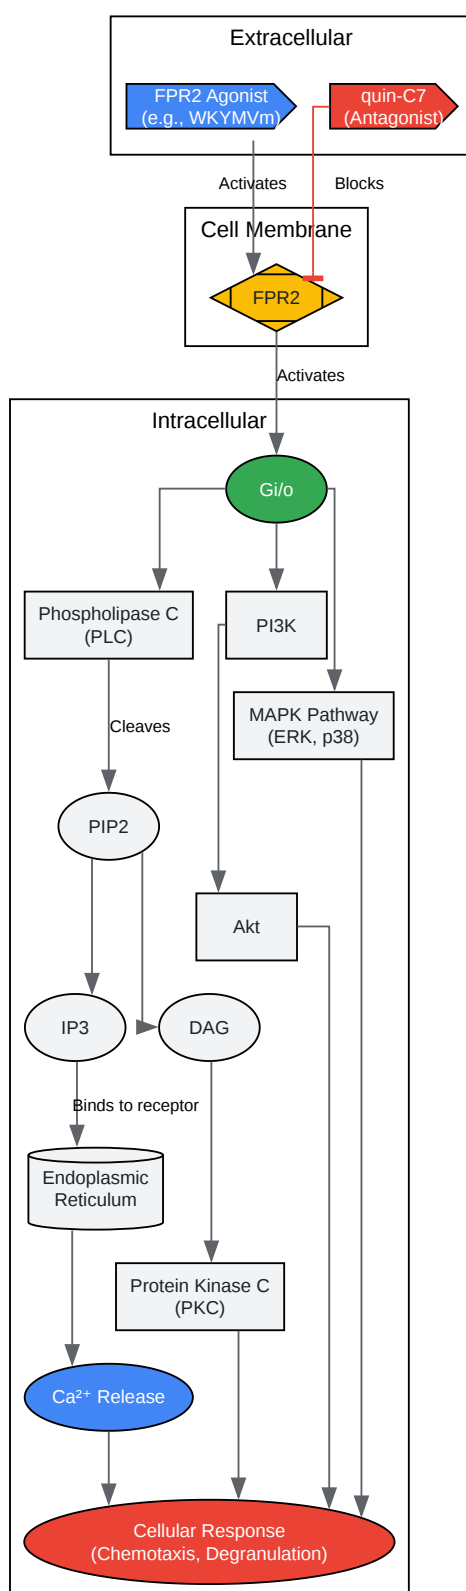 Extracellular
FPR2 Agonist
(e.g., WKYMVm)
quin-C7
(Antagonist)
Activates
Blocks
Cell Membrane
FPR2
Activates
Intracellular
Gi/o
Phospholipase C
(PLC)
PI3K
MAPK Pathway
(ERK, p38)
Cleaves
PIP2
Akt
IP3
DAG
Binds to receptor
Endoplasmic
Reticulum
Protein Kinase C
(PKC)
Ca²⁺ Release
Cellular Response
(Chemotaxis, Degranulation)